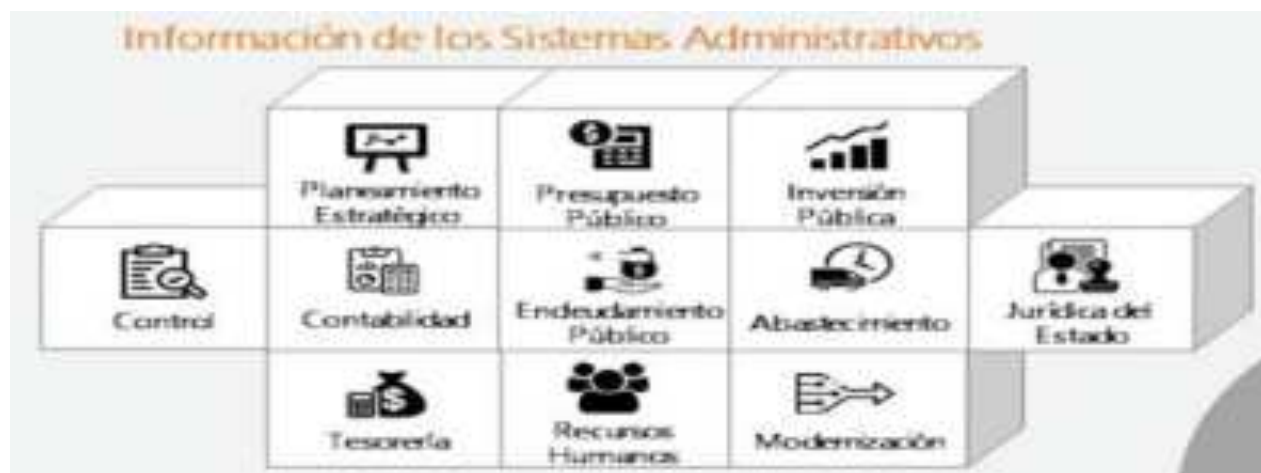 Información de los Sistemas Administrativos
Planeamiento
Estratégico
Presupuesto
Público
Inversión
Pública
Control
Contabilidad
Endeudamiento
Público
Abastecimiento
Jurídica del
Estado
Tesorería
Recursos
Humanos
Modernización